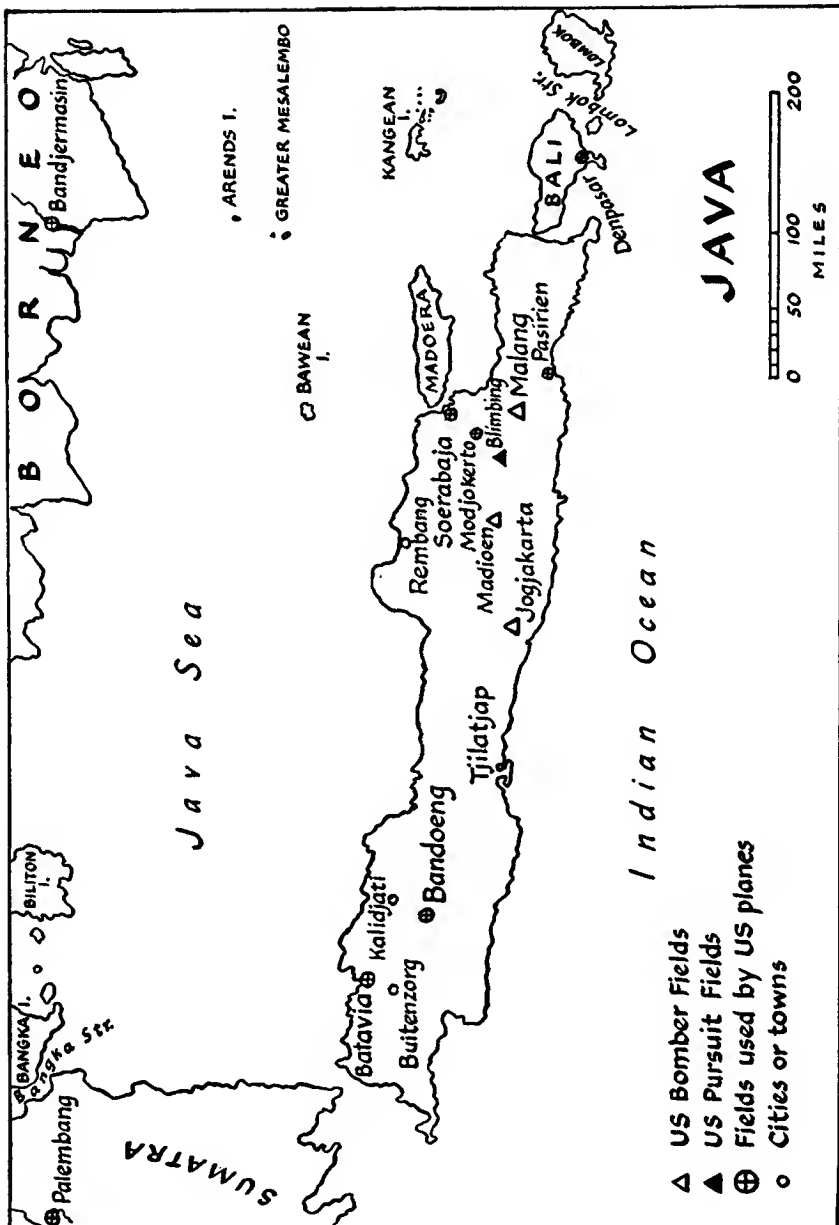 BORNEO
Bandjermasin
Palembang
BANGKA I.
Bangka Str.
BILITON
I.
SUMATRA
Java Sea
ARENDS I.
GREATER MESALEMBO
BAWEAN
I.
KANGEAN
I.
MADOERA
BALI
Denpasar
Lombok Str.
LOMBOK
Batavia
Kalidjati
Buitenzorg
Bandoeng
Tjilatjap
Rembang
Soerabaja
Modjokerto
Blimbing
Madioen
Jogjakarta
Malang
Pasirien
Indian Ocean
US Bomber Fields
US Pursuit Fields
Fields used by US planes
Cities or towns
JAVA
0 50 100 200
MILES